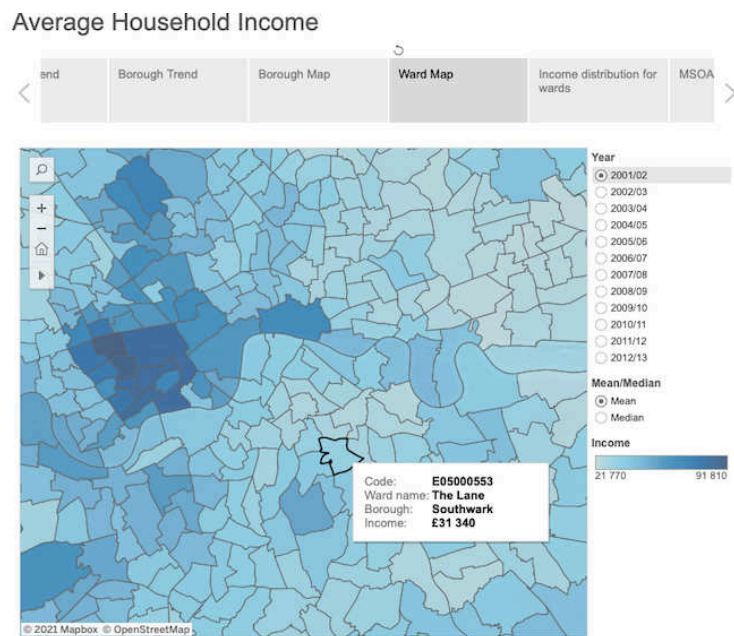 Average Household Income
end
Borough Trend
Borough Map
Ward Map
Income distribution for
wards
MSOA
Year
2001/02
2002/03
2003/04
2004/05
2005/06
2006/07
2007/08
2008/09
2009/10
2010/11
2011/12
2012/13
Mean/Median
Mean
Median
Income
21 770 91 810
Code: E05000553
Ward name: The Lane
Borough: Southwark
Income: £31 340
© 2021 Mapbox © OpenStreetMap